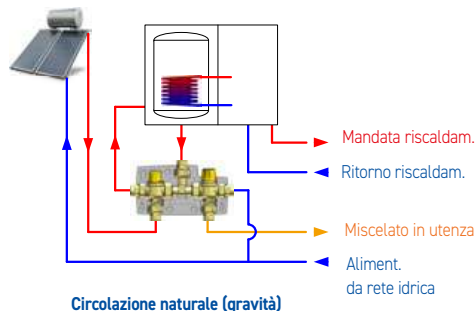 Mandata riscaldam.
Ritorno riscaldam.
Miscelato in utenza
Aliment.
da rete idrica
Circolazione naturale (gravità)